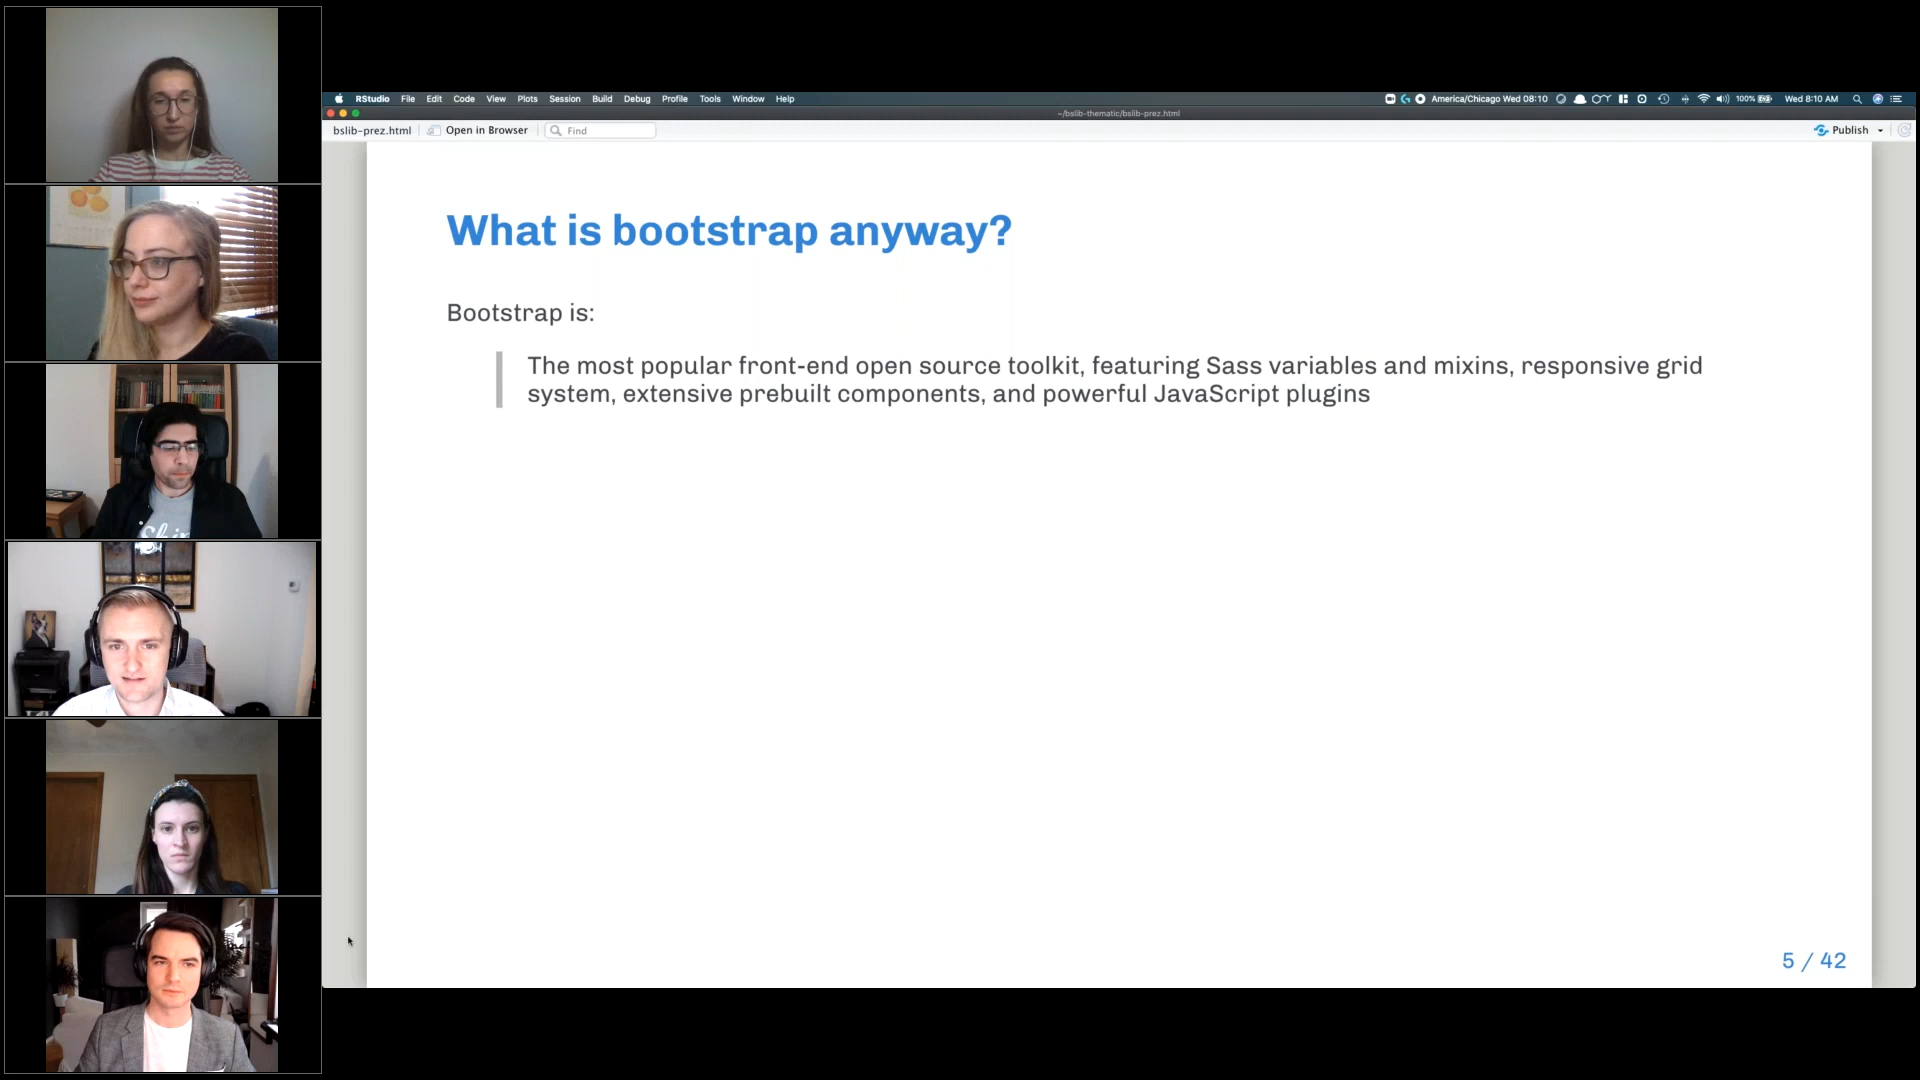 RStudio File Edit Code View Plots Session Build Debug Profile Tools Window Help
America/Chicago Wed 08:10 100% Wed 8:10 AM
~/bslib-thematic/bslib-prez.html
bslib-prez.html Open in Browser Find Publish
What is bootstrap anyway?
Bootstrap is:
The most popular front-end open source toolkit, featuring Sass variables and mixins, responsive grid
system, extensive prebuilt components, and powerful JavaScript plugins
5 / 42